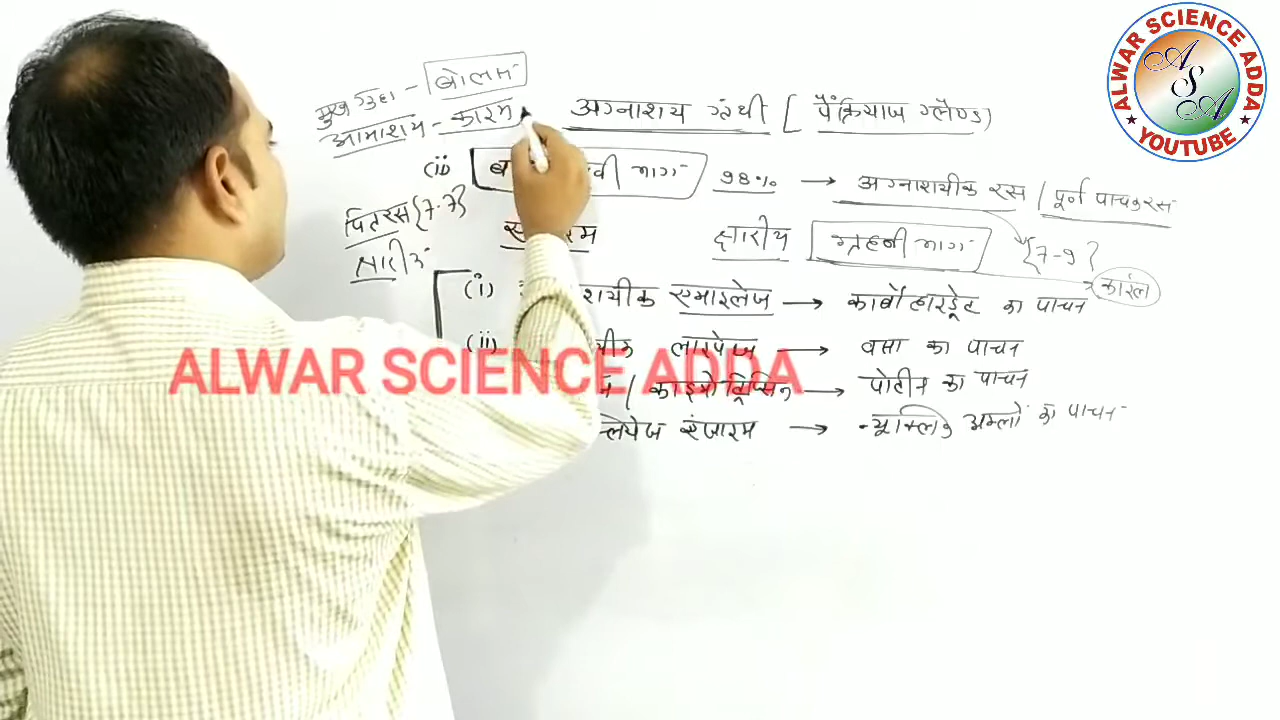 मुख गुहा - बोलस
आमाशय - काइम
अग्नाशय ग्रंथी [ पैंक्रियाज ग्लैण्ड )
(ii) भाग 98% → अग्नाशयीक रस / पूर्ण पाचक रस
पितरस {7.7}
क्षारीय
क्षारीय ग्रहणी भाग {7-9}
काईल
(i) एमाइलेज → कार्बोहाइड्रेट का पाचन
(ii) लाइपेज → वसा का पाचन
/ काइमोट्रिप्सिन → प्रोटीन का पाचन
एंजाइम → न्यूक्लिक अम्लों का पाचन
ALWAR SCIENCE ADDA
ALWAR SCIENCE ADDA
YOUTUBE
ASA